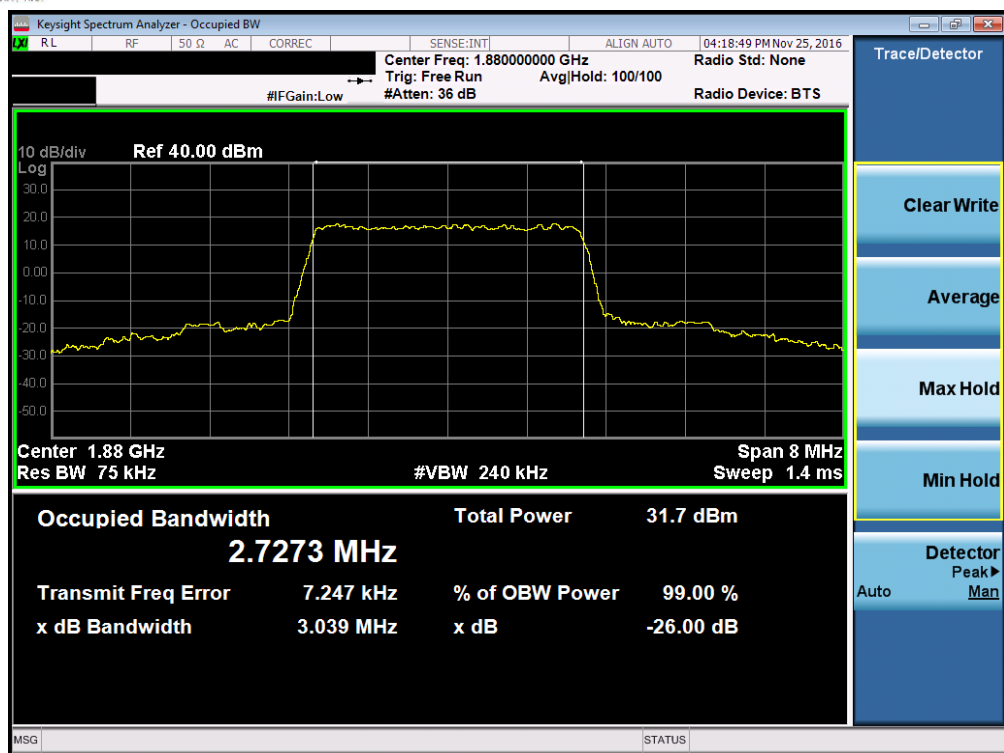 Keysight Spectrum Analyzer - Occupied BW
LXI RL RF 50 Ω AC CORREC SENSE:INT ALIGN AUTO 04:18:49 PM Nov 25, 2016
Center Freq: 1.880000000 GHz Radio Std: None
Trig: Free Run Avg|Hold: 100/100
#IFGain:Low #Atten: 36 dB Radio Device: BTS
Trace/Detector
10 dB/div Ref 40.00 dBm
Log
30.0
20.0
10.0
0.00
-10.0
-20.0
-30.0
-40.0
-50.0
Center 1.88 GHz Span 8 MHz
Res BW 75 kHz #VBW 240 kHz Sweep 1.4 ms
Occupied Bandwidth Total Power 31.7 dBm
2.7273 MHz
Transmit Freq Error 7.247 kHz % of OBW Power 99.00 %
x dB Bandwidth 3.039 MHz x dB -26.00 dB
Clear Write
Average
Max Hold
Min Hold
Detector
Peak▶
Auto Man
MSG STATUS